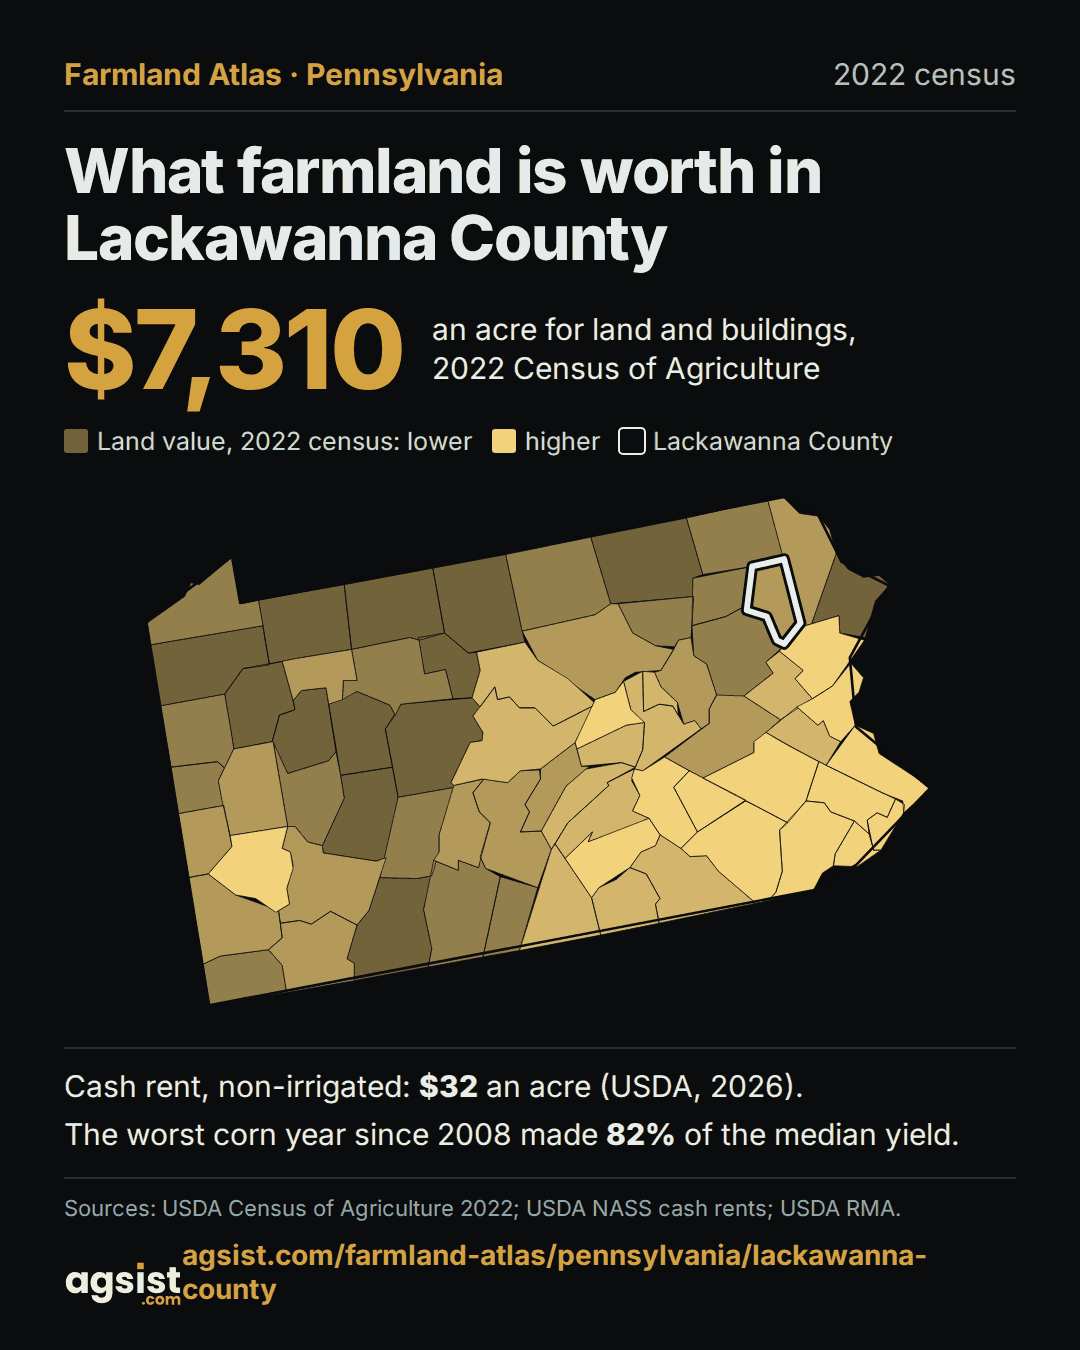 Farmland Atlas · Pennsylvania
2022 census
What farmland is worth in
Lackawanna County
$7,310
an acre for land and buildings,
2022 Census of Agriculture
Land value, 2022 census: lower
higher
Lackawanna County
Cash rent, non-irrigated: $32 an acre (USDA, 2026).
The worst corn year since 2008 made 82% of the median yield.
Sources: USDA Census of Agriculture 2022; USDA NASS cash rents; USDA RMA.
agsist
.com
agsist.com/farmland-atlas/pennsylvania/lackawanna-
county